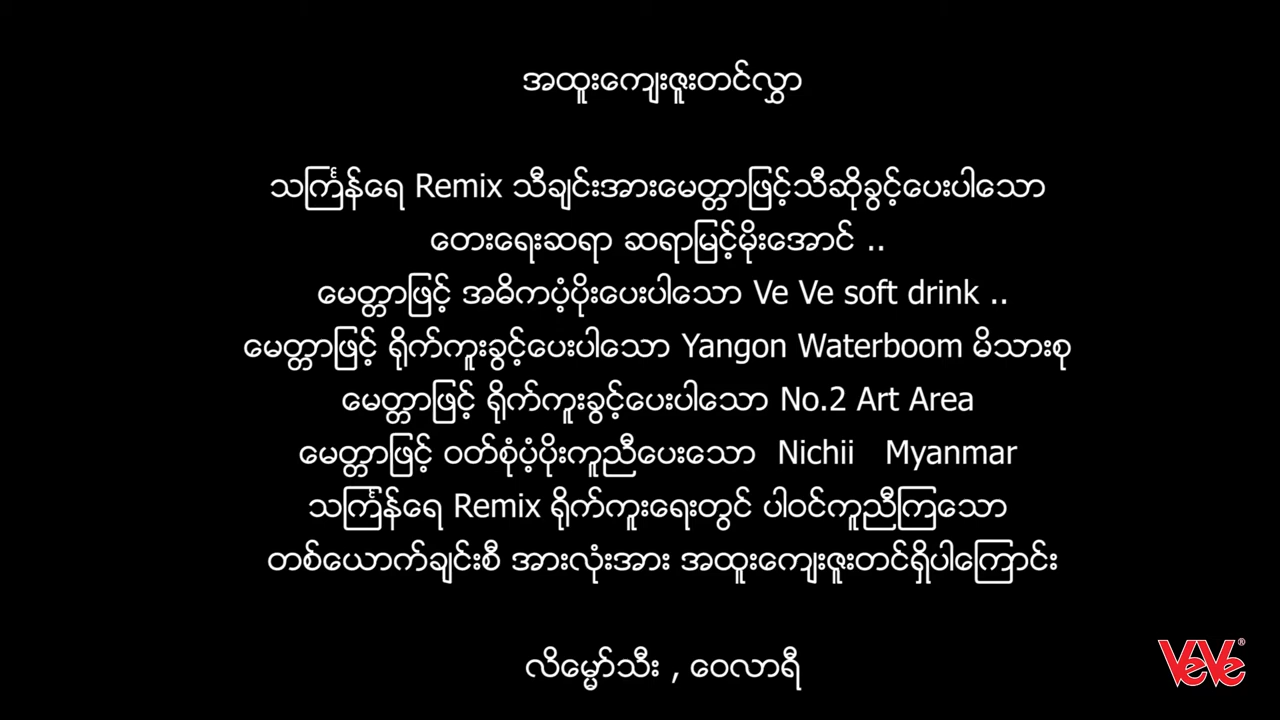 အထူးကျေးဇူးတင်လွှာ
သင်္ကြန်ရေ Remix သီချင်းအားမေတ္တာဖြင့်သီဆိုခွင့်ပေးပါသော
တေးရေးဆရာ ဆရာမြင့်မိုးအောင် ..
မေတ္တာဖြင့် အဓိကပံ့ပိုးပေးပါသော Ve Ve soft drink ..
မေတ္တာဖြင့် ရိုက်ကူးခွင့်ပေးပါသော Yangon Waterboom မိသားစု
မေတ္တာဖြင့် ရိုက်ကူးခွင့်ပေးပါသော No.2 Art Area
မေတ္တာဖြင့် ဝတ်စုံပံ့ပိုးကူညီပေးသော Nichii Myanmar
သင်္ကြန်ရေ Remix ရိုက်ကူးရေးတွင် ပါဝင်ကူညီကြသော
တစ်ယောက်ချင်းစီ အားလုံးအား အထူးကျေးဇူးတင်ရှိပါကြောင်း
လိမ္မော်သီး , ဝေလာရီ
VeVe®